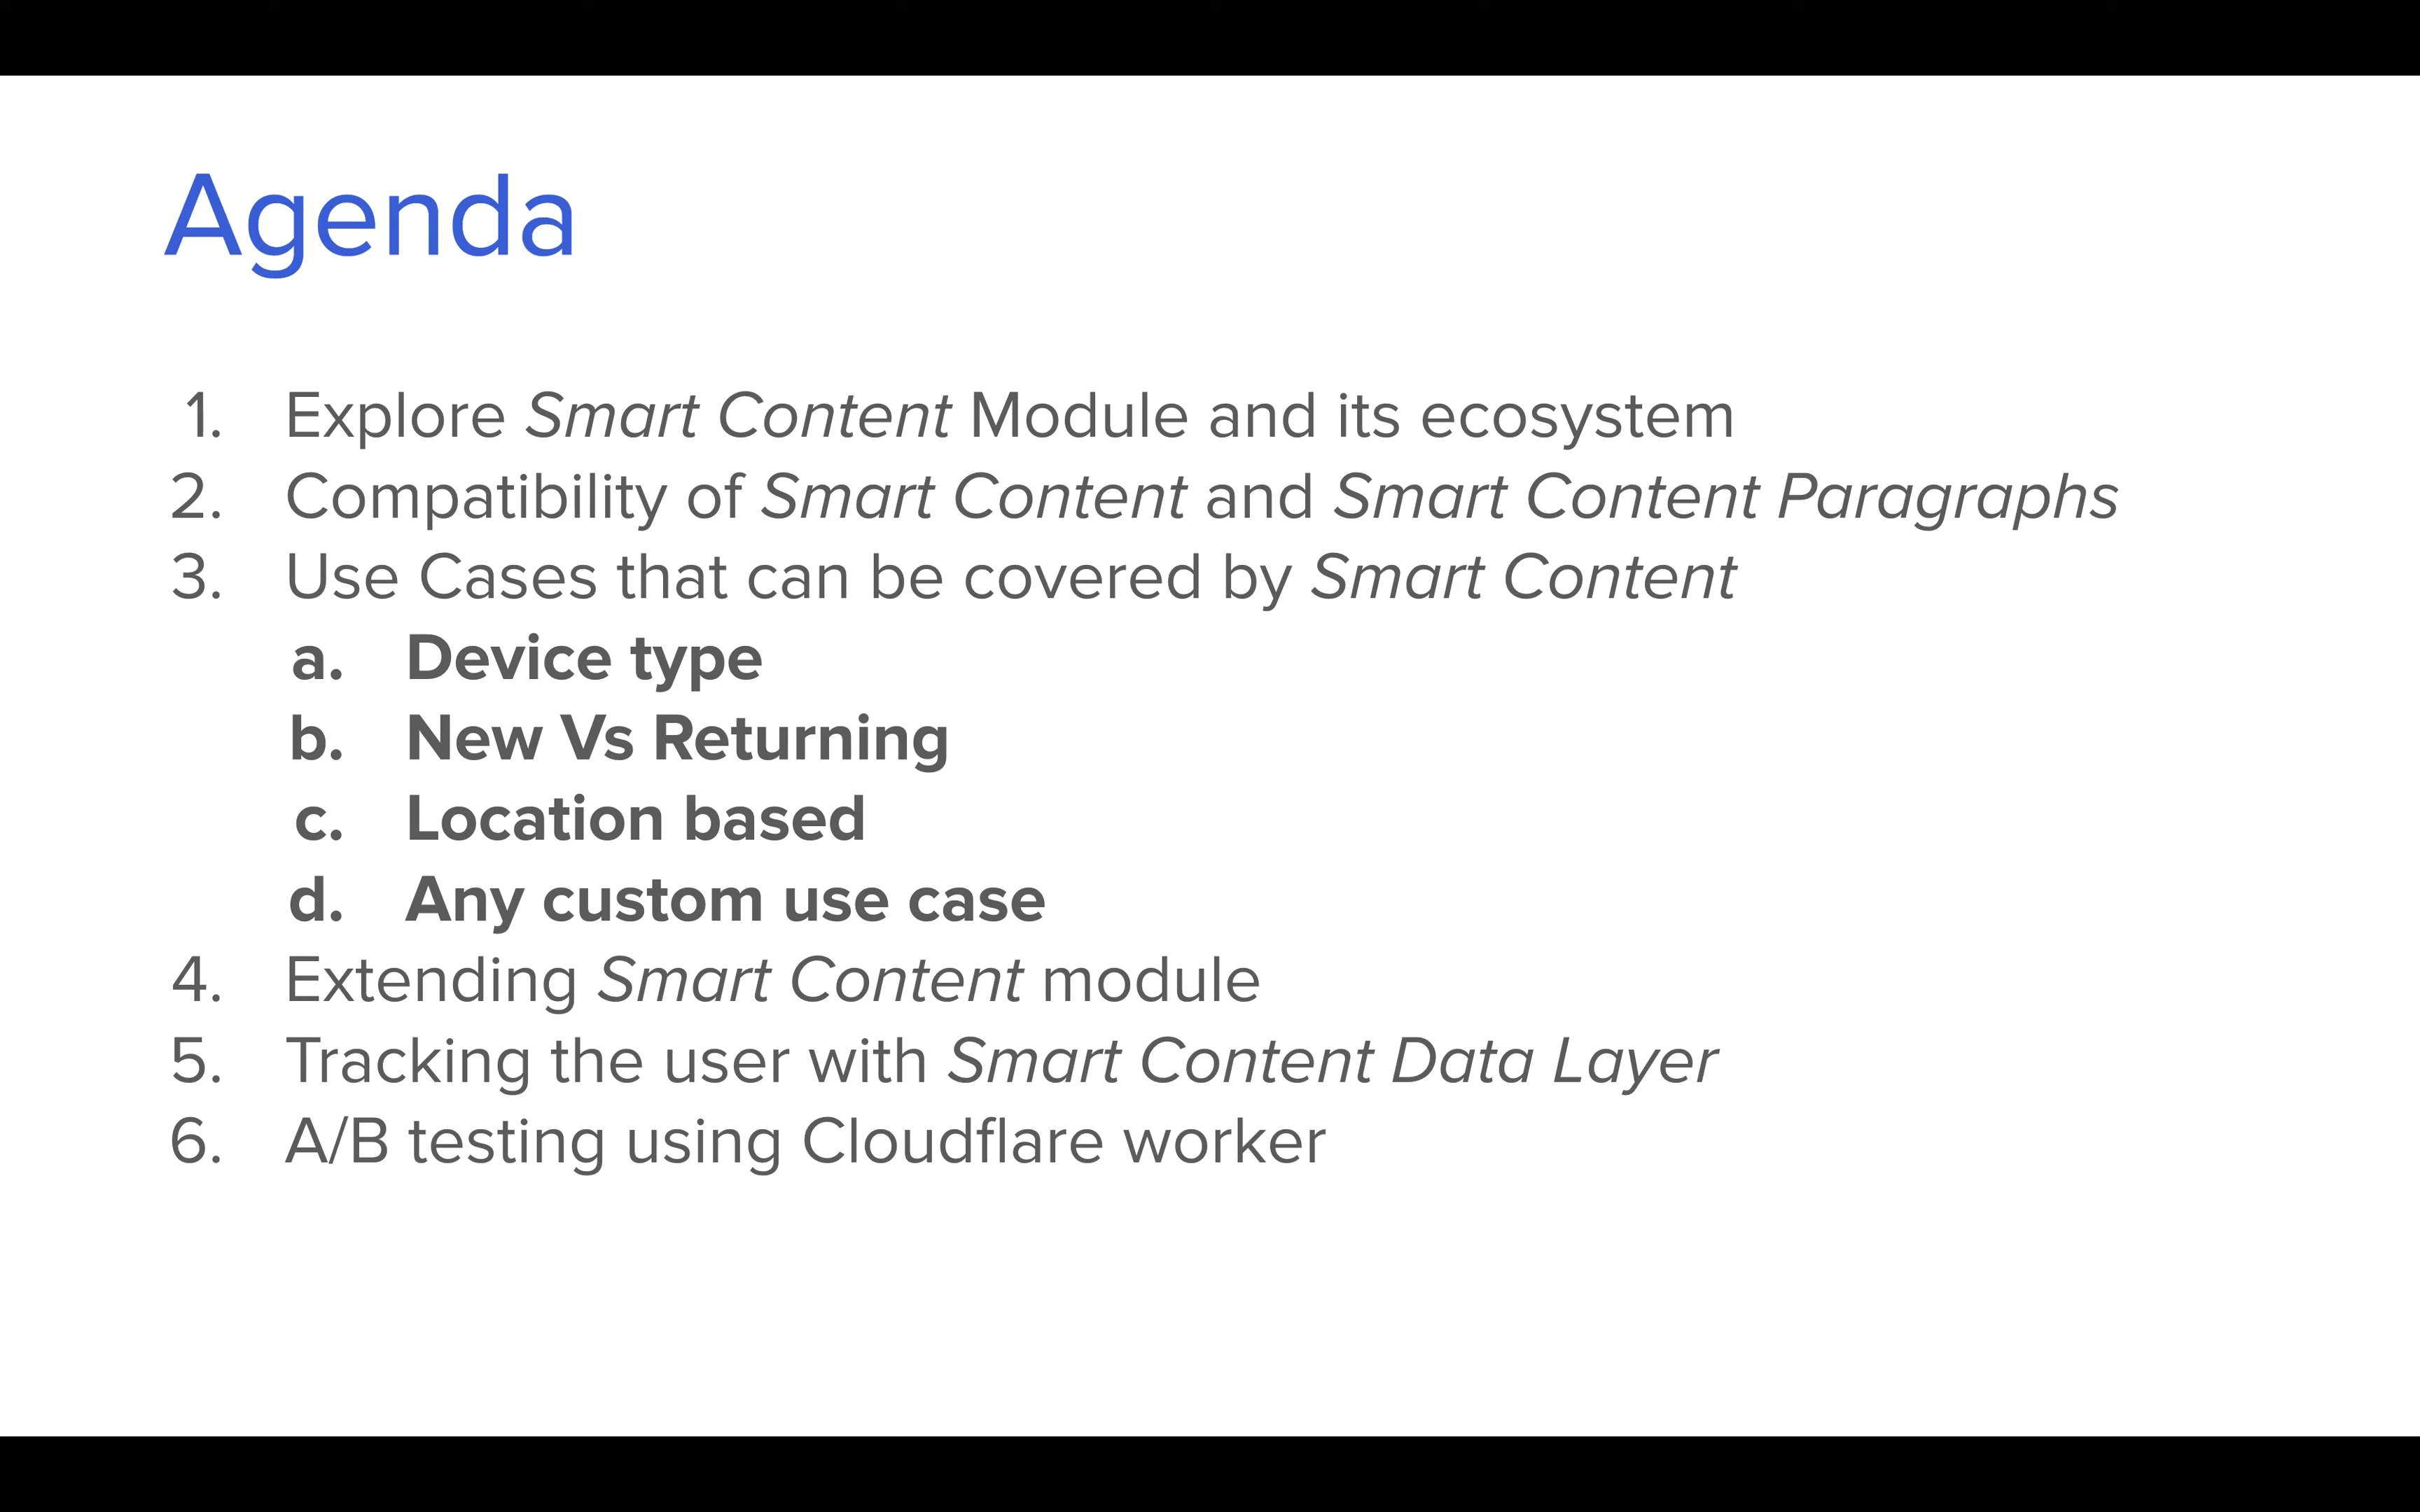 Agenda
1. Explore Smart Content Module and its ecosystem
2. Compatibility of Smart Content and Smart Content Paragraphs
3. Use Cases that can be covered by Smart Content
a. Device type
b. New Vs Returning
c. Location based
d. Any custom use case
4. Extending Smart Content module
5. Tracking the user with Smart Content Data Layer
6. A/B testing using Cloudflare worker